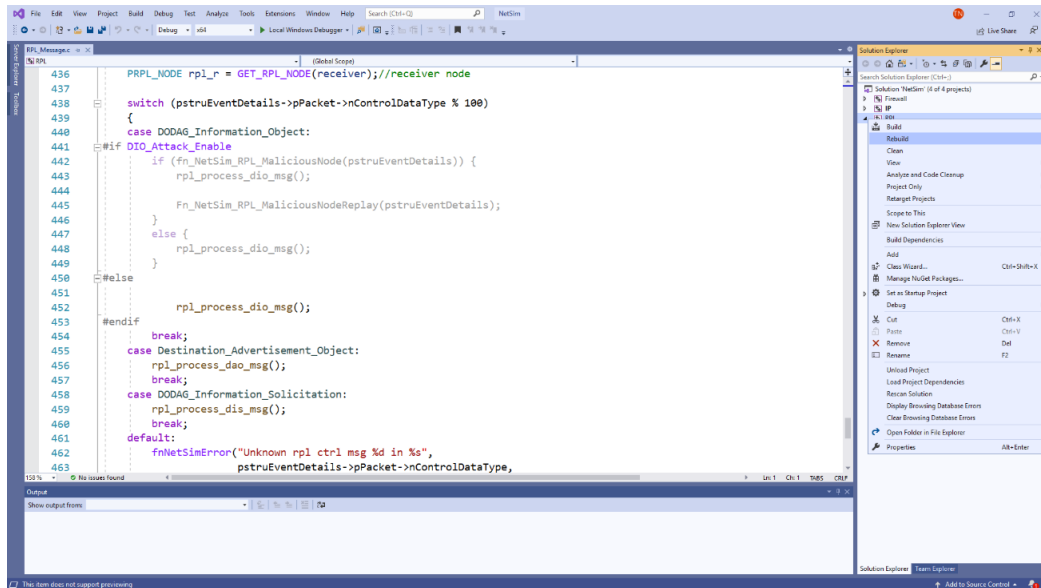 File Edit View Project Build Debug Test Analyze Tools Extensions Window Help Search (Ctrl+Q) NetSim TN
Debug x64 Local Windows Debugger Live Share
Server Explorer
Toolbox
RPL_Message.c
RPL (Global Scope)
436 PRPL_NODE rpl_r = GET_RPL_NODE(receiver);//receiver node
437
438 switch (pstruEventDetails->pPacket->nControlDataType % 100)
439 {
440 case DODAG_Information_Object:
441 #if DIO_Attack_Enable
442 if (fn_NetSim_RPL_MaliciousNode(pstruEventDetails)) {
443 rpl_process_dio_msg();
444
445 Fn_NetSim_RPL_MaliciousNodeReplay(pstruEventDetails);
446 }
447 else {
448 rpl_process_dio_msg();
449 }
450 #else
451
452 rpl_process_dio_msg();
453 #endif
454 break;
455 case Destination_Advertisement_Object:
456 rpl_process_dao_msg();
457 break;
458 case DODAG_Information_Solicitation:
459 rpl_process_dis_msg();
460 break;
461 default:
462 fnNetSimError("Unknown rpl ctrl msg %d in %s",
463 pstruEventDetails->pPacket->nControlDataType,
150 % No issues found Ln: 1 Ch: 1 TABS CRLF
Output
Show output from:
This item does not support previewing
Solution Explorer
Search Solution Explorer (Ctrl+;)
Solution 'NetSim' (4 of 4 projects)
Firewall
IP
RPL
Build
Rebuild
Clean
View
Analyze and Code Cleanup
Project Only
Retarget Projects
Scope to This
New Solution Explorer View
Build Dependencies
Add
Class Wizard... Ctrl+Shift+X
Manage NuGet Packages...
Set as Startup Project
Debug
Cut Ctrl+X
Paste Ctrl+V
Remove Del
Rename F2
Unload Project
Load Project Dependencies
Rescan Solution
Display Browsing Database Errors
Clear Browsing Database Errors
Open Folder in File Explorer
Properties Alt+Enter
Solution Explorer Team Explorer
Add to Source Control